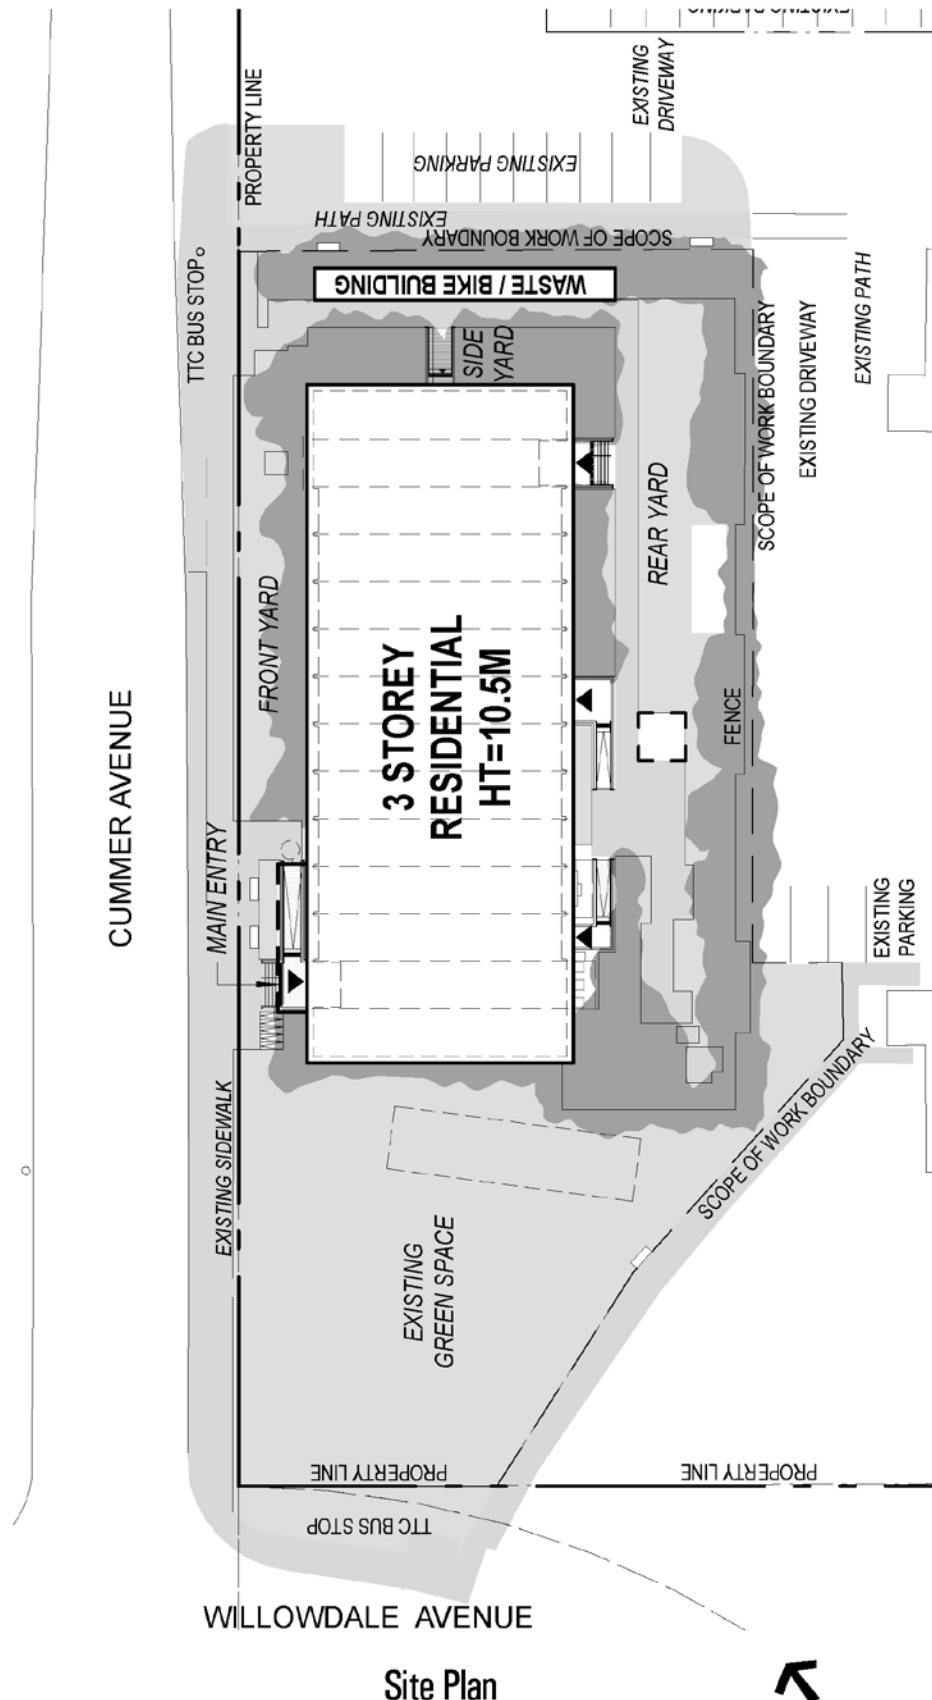 EXISTING PARKING
EXISTING
DRIVEWAY
PROPERTY LINE
EXISTING PARKING
EXISTING PATH
SCOPE OF WORK BOUNDARY
TTC BUS STOP
WASTE / BIKE BUILDING
SIDE
YARD
SCOPE OF WORK BOUNDARY
EXISTING DRIVEWAY
EXISTING PATH
REAR YARD
FRONT YARD
3 STOREY
RESIDENTIAL
HT=10.5M
FENCE
CUMMER AVENUE
MAIN ENTRY
EXISTING
PARKING
EXISTING SIDEWALK
SCOPE OF WORK BOUNDARY
EXISTING
GREEN SPACE
PROPERTY LINE
PROPERTY LINE
TTC BUS STOP
WILLOWDALE AVENUE
Site Plan